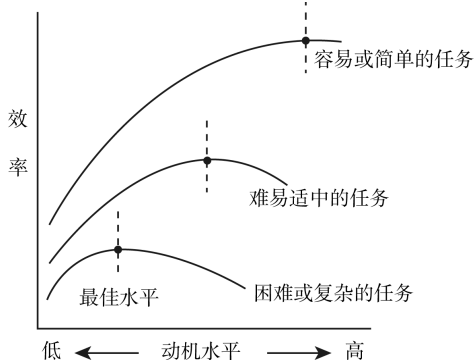 容易或简单的任务
效率
难易适中的任务
最佳水平
困难或复杂的任务
低
动机水平
高